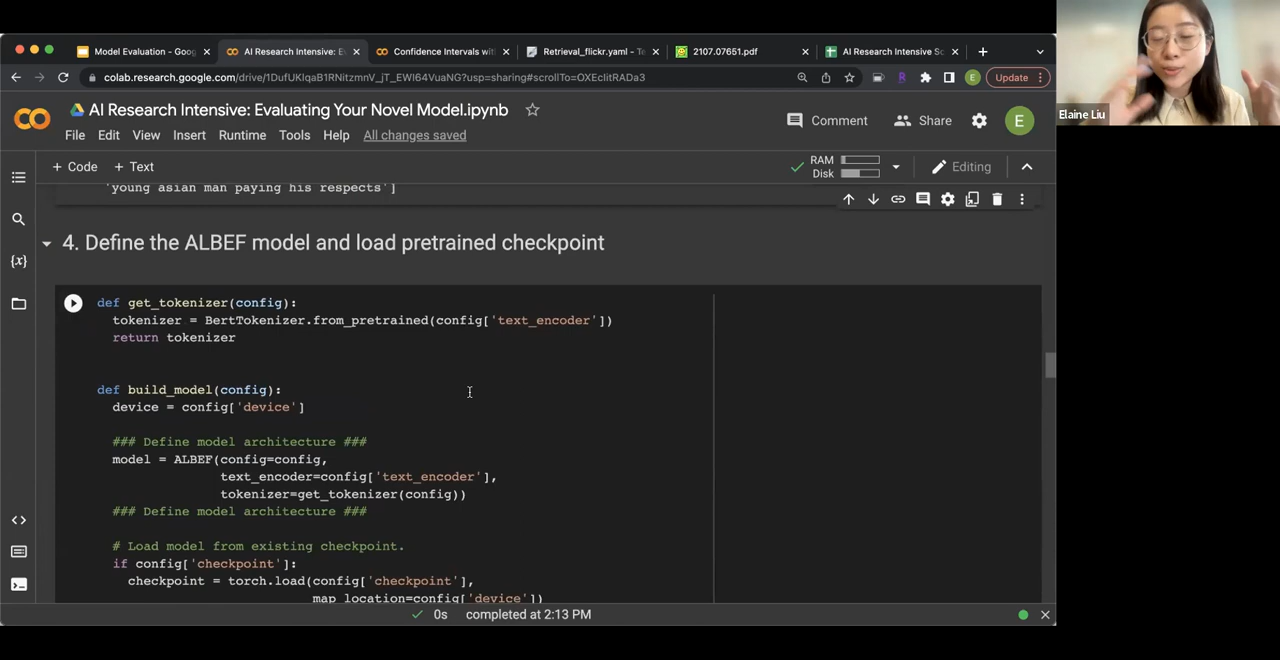 Model Evaluation - Goog
AI Research Intensive: E
Confidence Intervals wit
Retrieval_flickr.yaml - To
2107.07651.pdf
AI Research Intensive Sc
colab.research.google.com/drive/1DufUKIqaB1RNitzmnV_jT_EWI64VuaNG?usp=sharing#scrollTo=OXEcIitRADa3
E
Update
Elaine Liu
CO
AI Research Intensive: Evaluating Your Novel Model.ipynb
File Edit View Insert Runtime Tools Help All changes saved
Comment
Share
E
+ Code + Text
RAM
Disk
Editing
'young asian man paying his respects']
4. Define the ALBEF model and load pretrained checkpoint
def get_tokenizer(config):
tokenizer = BertTokenizer.from_pretrained(config['text_encoder'])
return tokenizer
def build_model(config):
device = config['device']
### Define model architecture ###
model = ALBEF(config=config,
text_encoder=config['text_encoder'],
tokenizer=get_tokenizer(config))
### Define model architecture ###
# Load model from existing checkpoint.
if config['checkpoint']:
checkpoint = torch.load(config['checkpoint'],
map_location=config['device'])
0s completed at 2:13 PM